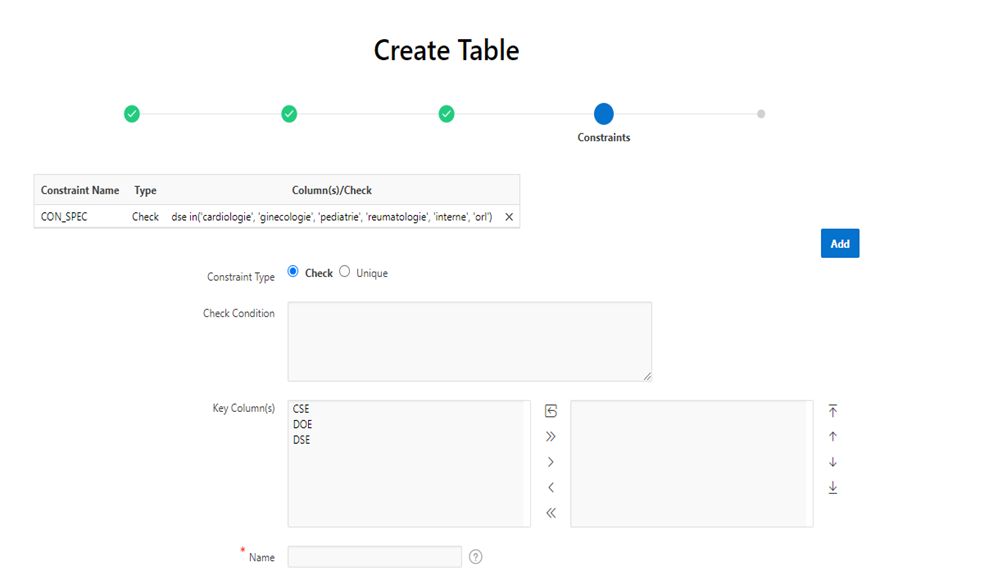 Create Table
Constraints
Constraint Name Type Column(s)/Check
CON_SPEC Check dse in('cardiologie', 'ginecologie', 'pediatrie', 'reumatologie', 'interne', 'orl')
Add
Constraint Type Check Unique
Check Condition
Key Column(s)
CSE
DOE
DSE
* Name